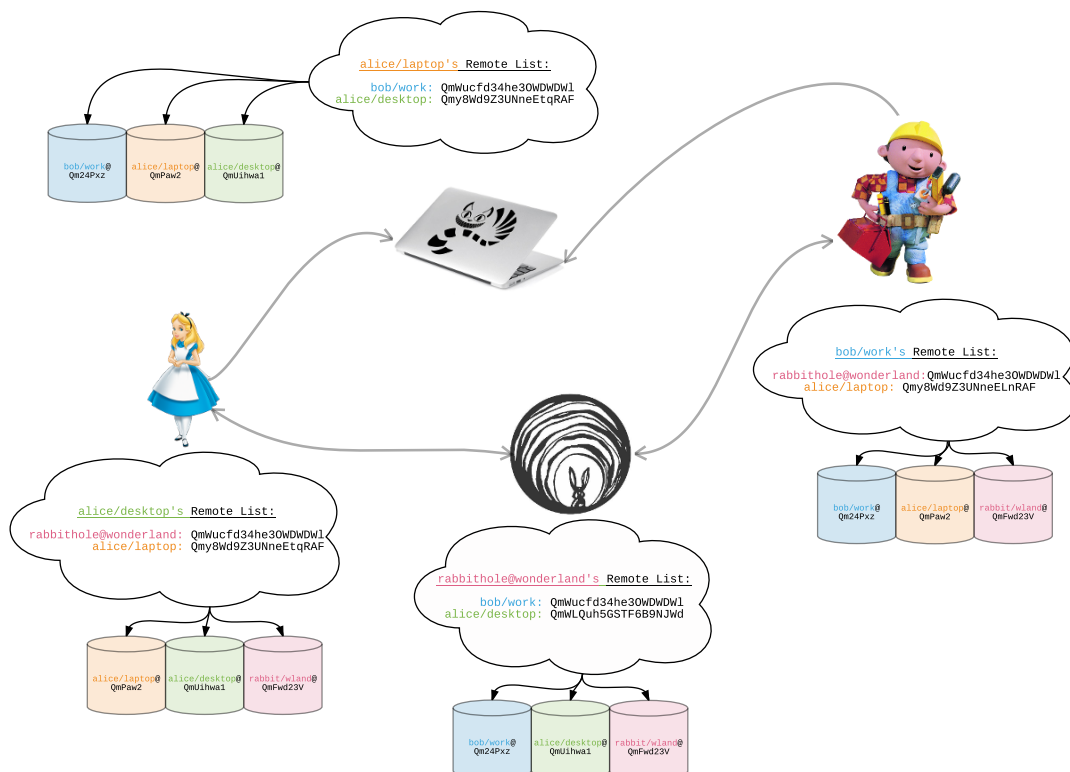 alice/laptop's Remote List:
bob/work: QmWucfd34he3OWDWDWl
alice/desktop: Qmy8Wd9Z3UNneEtqRAF
bob/work@
Qm24Pxz
alice/laptop@
QmPaw2
alice/desktop@
QmUihwa1
bob/work's Remote List:
rabbithole@wonderland:QmWucfd34he3OWDWDWl
alice/laptop: Qmy8Wd9Z3UNneELnRAF
bob/work@
Qm24Pxz
alice/laptop@
QmPaw2
rabbit/wland@
QmFwd23V
alice/desktop's Remote List:
rabbithole@wonderland: QmWucfd34he3OWDWDWl
alice/laptop: Qmy8Wd9Z3UNneEtqRAF
alice/laptop@
QmPaw2
alice/desktop@
QmUihwa1
rabbit/wland@
QmFwd23V
rabbithole@wonderland's Remote List:
bob/work: QmWucfd34he3OWDWDWl
alice/desktop: QmWLQuh5GSTF6B9NJWd
bob/work@
Qm24Pxz
alice/desktop@
QmUihwa1
rabbit/wland@
QmFwd23V